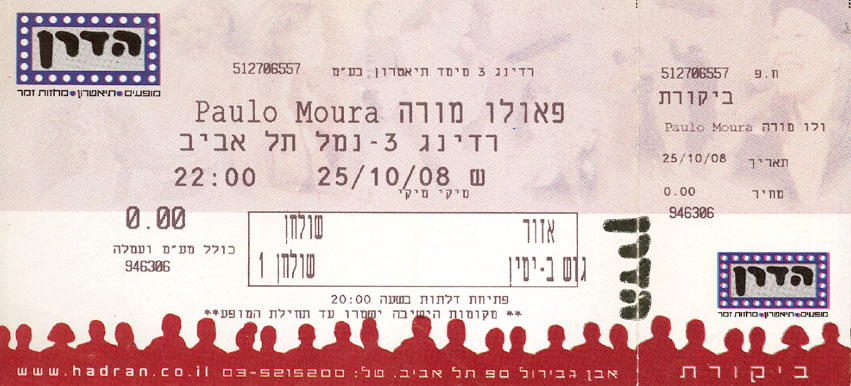 הדרן
מופעים•תיאטרון•מחזות זמר
512706557 רדינג 3 מימד תיאטרון בע"מ
פאולו מורה Paulo Moura
רדינג 3-נמל תל אביב
ש 25/10/08 22:00
מיקי מיקי
0.00
כולל מע"מ ועמלה
946306
אזור שולחן
גוש ב-ימין שולחן 1
פתיחת דלתות בשעה 20:00
** מקומות הישיבה ישמרו עד תחילת המופע**
אבן גבירול 90 תל אביב. טל: 03-5215200 www.hadran.co.il
הדרן
ח.פ 512706557
ביקורת
ולו מורה Paulo Moura
תאריך 25/10/08
מחיר 0.00
946306
הדרן
מופעים•תיאטרון•מחזות זמר
ביקורת